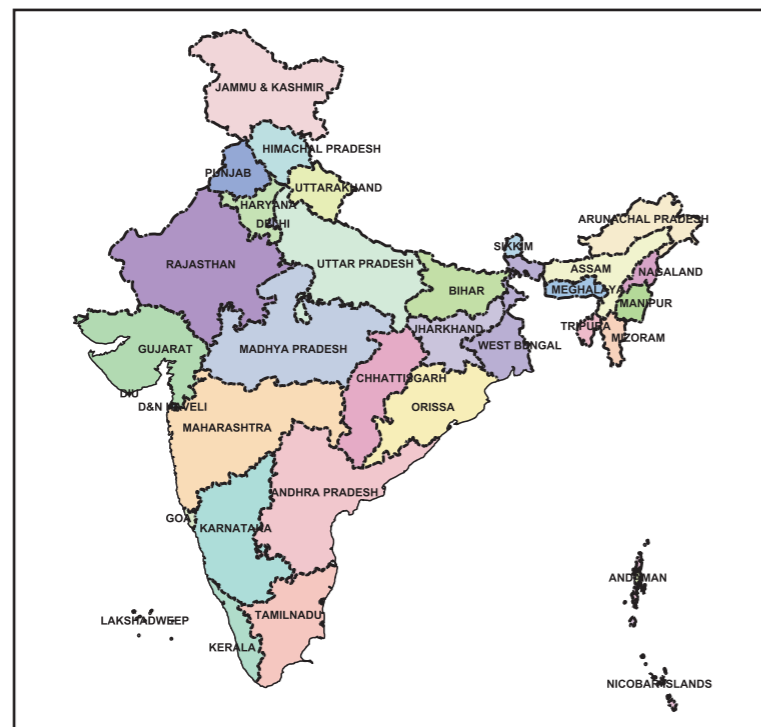 JAMMU & KASHMIR
HIMACHAL PRADESH
PUNJAB
UTTARAKHAND
HARYANA
DELHI
ARUNACHAL PRADESH
SIKKIM
RAJASTHAN
UTTAR PRADESH
ASSAM
NAGALAND
BIHAR
MEGHALAYA
MANIPUR
JHARKHAND
TRIPURA
MIZORAM
GUJARAT
MADHYA PRADESH
WEST BENGAL
CHHATTISGARH
DIU
D&N HAVELI
ORISSA
MAHARASHTRA
ANDHRA PRADESH
GOA
KARNATAKA
ANDAMAN
LAKSHADWEEP
TAMILNADU
KERALA
NICOBAR ISLANDS